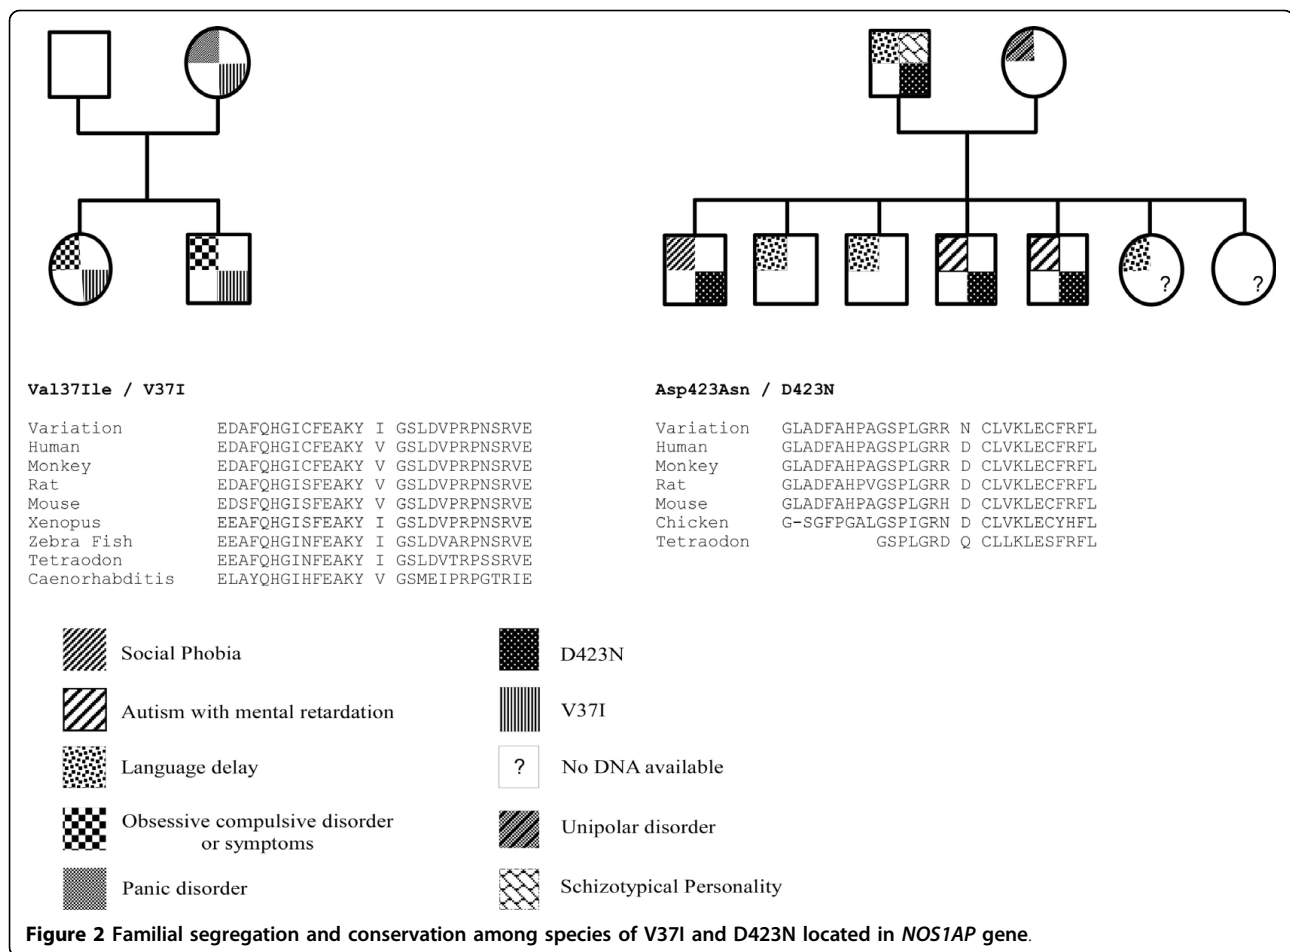 ?
?
Val37Ile / V37I
Variation EDAFQHGICFEAKY I GSLDVPRPNSRVE
Human EDAFQHGICFEAKY V GSLDVPRPNSRVE
Monkey EDAFQHGICFEAKY V GSLDVPRPNSRVE
Rat EDAFQHGISFEAKY V GSLDVPRPNSRVE
Mouse EDSFQHGISFEAKY V GSLDVPRPNSRVE
Xenopus EEAFQHGISFEAKY I GSLDVPRPNSRVE
Zebra Fish EEAFQHGINFEAKY I GSLDVARPNSRVE
Tetraodon EEAFQHGINFEAKY I GSLDVTRPSSRVE
Caenorhabditis ELAYQHGIHFEAKY V GSMEIPRPGTRIE
Asp423Asn / D423N
Variation GLADFAHPAGSPLGRR N CLVKLECFRFL
Human GLADFAHPAGSPLGRR D CLVKLECFRFL
Monkey GLADFAHPAGSPLGRR D CLVKLECFRFL
Rat GLADFAHPVGSPLGRR D CLVKLECFRFL
Mouse GLADFAHPAGSPLGRH D CLVKLECFRFL
Chicken G-SGFPGALGSPIGRN D CLVKLECYHFL
Tetraodon GSPLGRD Q CLLKLESFRFL
Social Phobia
Autism with mental retardation
Language delay
Obsessive compulsive disorder
or symptoms
Panic disorder
D423N
V37I
? No DNA available
Unipolar disorder
Schizotypical Personality
Figure 2 Familial segregation and conservation among species of V37I and D423N located in NOS1AP gene.